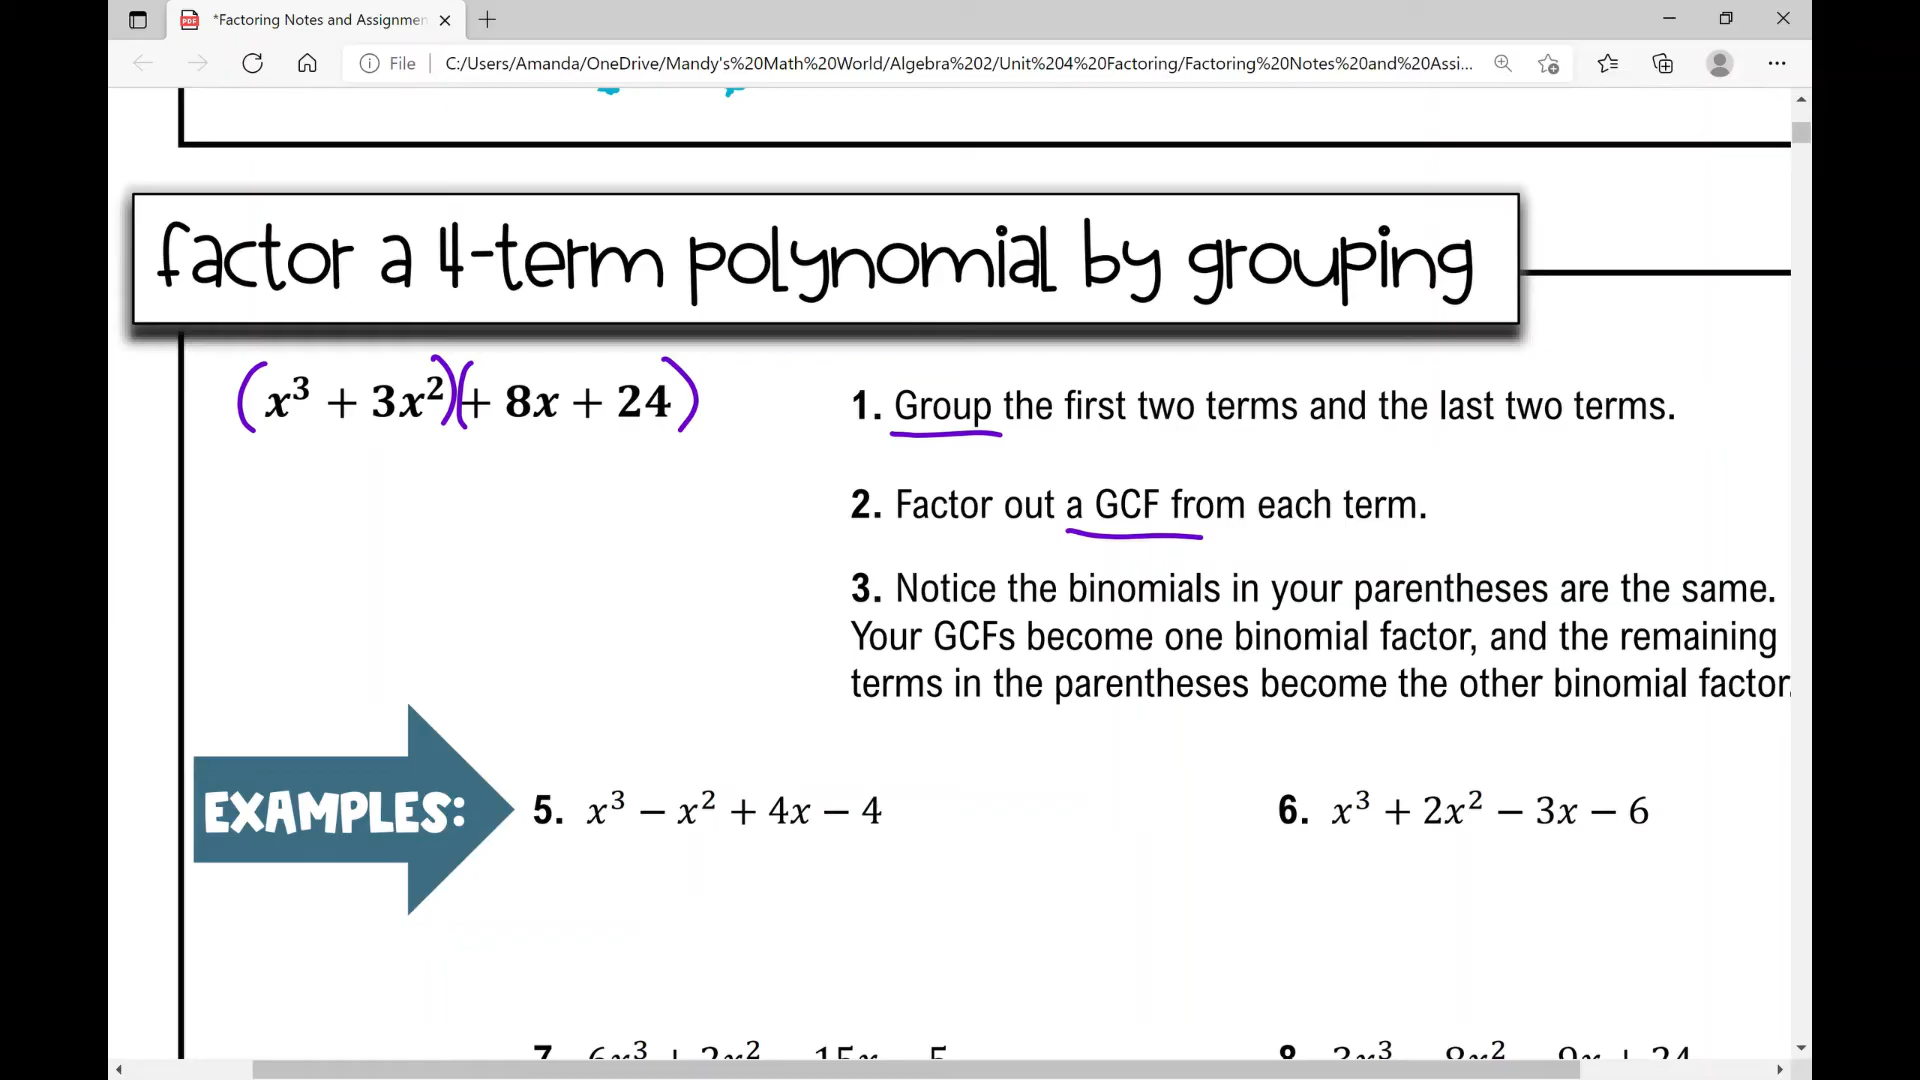 *Factoring Notes and Assignmen
File
C:/Users/Amanda/OneDrive/Mandy's%20Math%20World/Algebra%202/Unit%204%20Factoring/Factoring%20Notes%20and%20Assi...
factor a 4-term polynomial by grouping
(x³ + 3x²)(+ 8x + 24)
1. Group the first two terms and the last two terms.
2. Factor out a GCF from each term.
3. Notice the binomials in your parentheses are the same.
Your GCFs become one binomial factor, and the remaining
terms in the parentheses become the other binomial factor.
EXAMPLES:
5. x³ − x² + 4x − 4
6. x³ + 2x² − 3x − 6